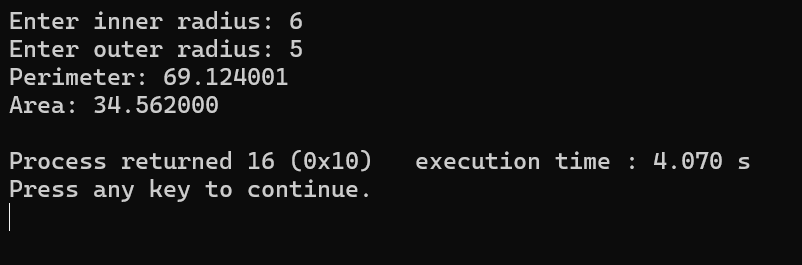 Enter inner radius: 6
Enter outer radius: 5
Perimeter: 69.124001
Area: 34.562000
Process returned 16 (0x10)   execution time : 4.070 s
Press any key to continue.